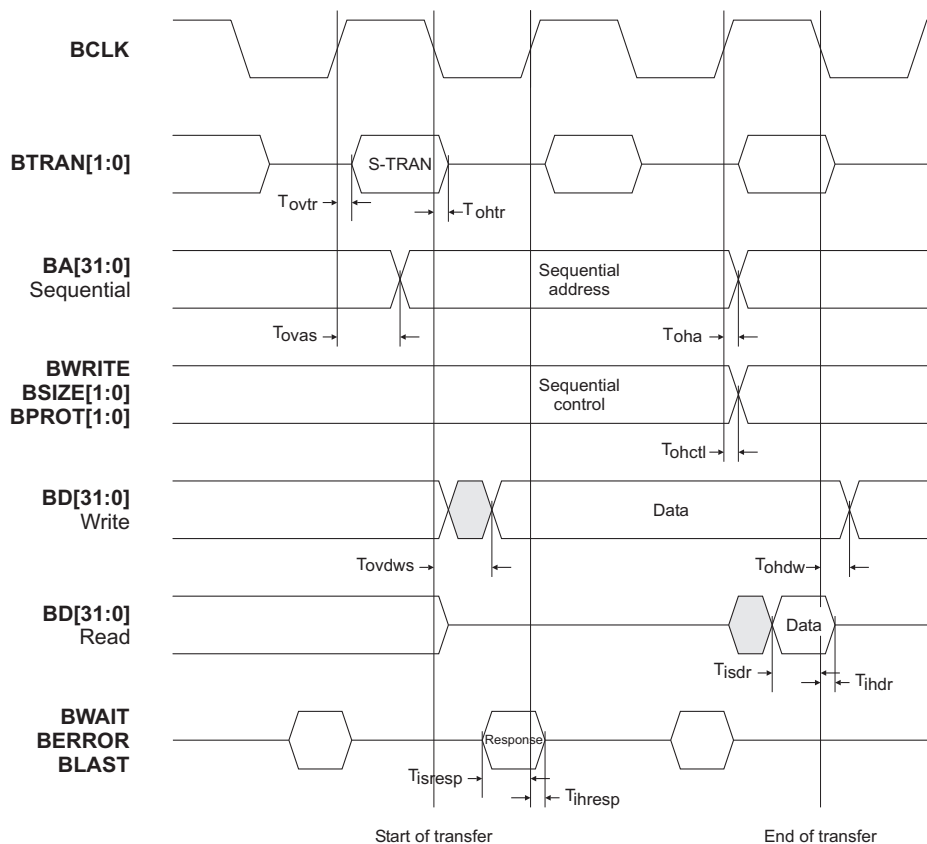 BCLK
BTRAN[1:0]
S-TRAN
Tovtr
Tohtr
BA[31:0]
Sequential
Sequential
address
Tovas
Toha
BWRITE
BSIZE[1:0]
BPROT[1:0]
Sequential
control
Tohctl
BD[31:0]
Write
Data
Tovdws
Tohdw
BD[31:0]
Read
Data
Tisdr
Tihdr
BWAIT
BERROR
BLAST
Response
Tisresp
Tihresp
Start of transfer
End of transfer